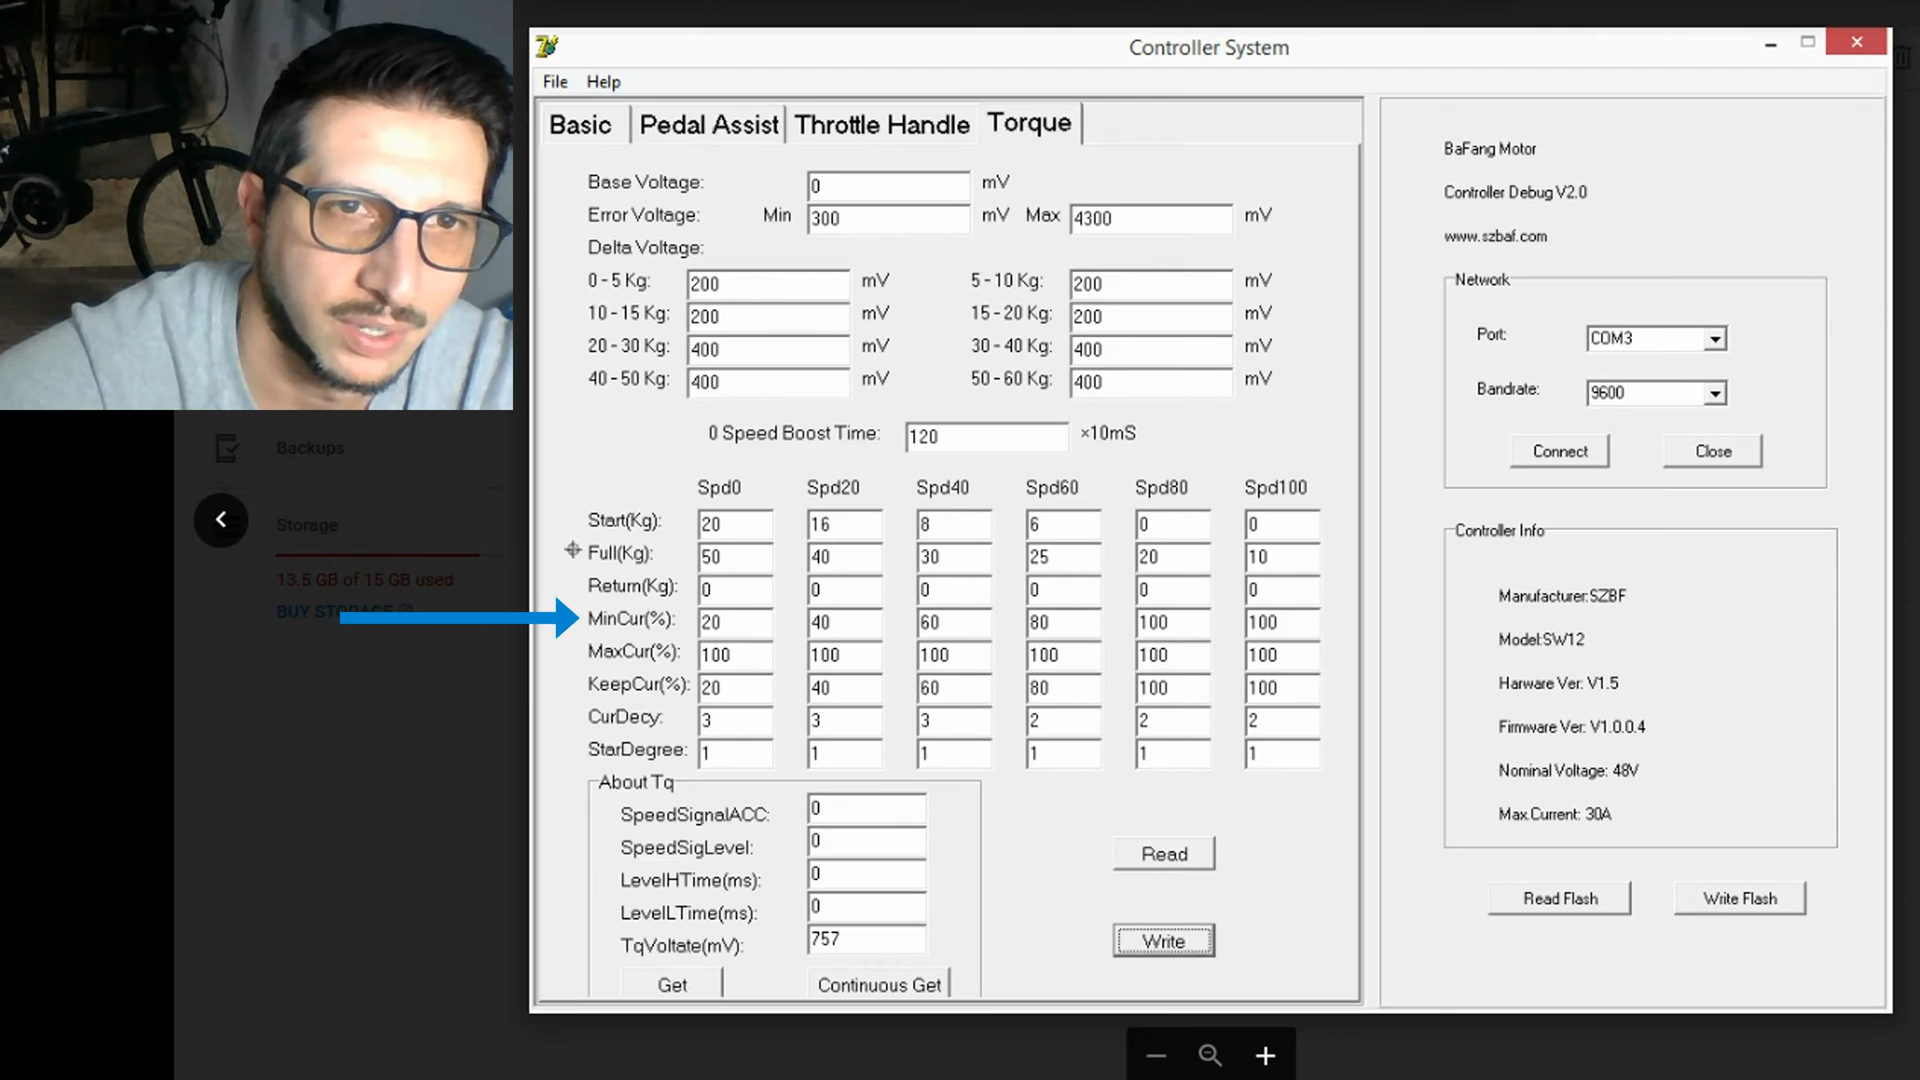 Controller System
File Help
Basic Pedal Assist Throttle Handle Torque
Base Voltage: 0 mV
Error Voltage: Min 300 mV Max 4300 mV
Delta Voltage:
0 - 5 Kg: 200 mV 5 - 10 Kg: 200 mV
10 - 15 Kg: 200 mV 15 - 20 Kg: 200 mV
20 - 30 Kg: 400 mV 30 - 40 Kg: 400 mV
40 - 50 Kg: 400 mV 50 - 60 Kg: 400 mV
0 Speed Boost Time: 120 ×10mS
Spd0 Spd20 Spd40 Spd60 Spd80 Spd100
Start(Kg): 20 16 8 6 0 0
Full(Kg): 50 40 30 25 20 10
Return(Kg): 0 0 0 0 0 0
MinCur(%): 20 40 60 80 100 100
MaxCur(%): 100 100 100 100 100 100
KeepCur(%): 20 40 60 80 100 100
CurDecy: 3 3 3 2 2 2
StarDegree: 1 1 1 1 1 1
About Tq
SpeedSignalACC: 0
SpeedSigLevel: 0
LevelHTime(ms): 0
LevelLTime(ms): 0
TqVoltate(mV): 757
Get Continuous Get
Read
Write
BaFang Motor
Controller Debug V2.0
www.szbaf.com
Network
Port: COM3
Bandrate: 9600
Connect Close
Controller Info
Manufacturer:SZBF
Model:SW12
Harware Ver: V1.5
Firmware Ver: V1.0.0.4
Nominal Voltage: 48V
Max.Current: 30A
Read Flash Write Flash
Backups
Storage
13.5 GB of 15 GB used
BUY STORAGE